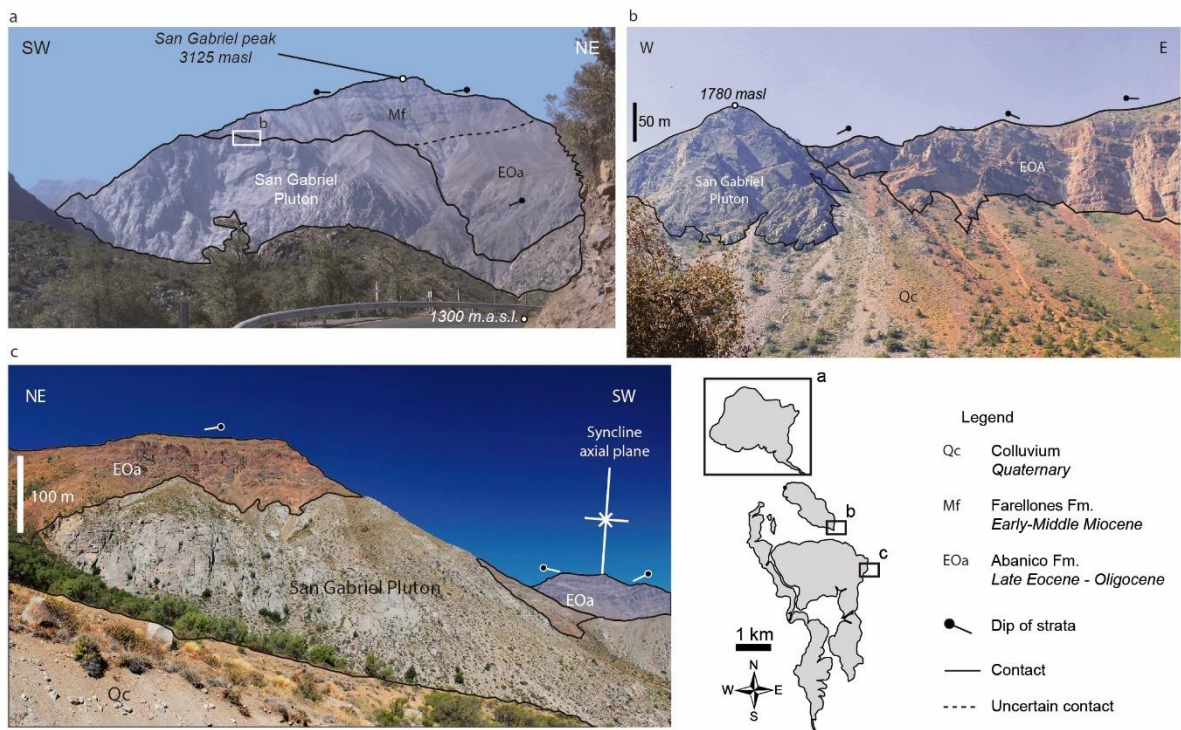 a
SW
San Gabriel peak
3125 masl
NE
b
Mf
San Gabriel
Pluton
EOa
1300 m.a.s.l.
b
W
E
1780 masl
50 m
San Gabriel
Pluton
EOA
Qc
c
NE
SW
Syncline
axial plane
EOa
100 m
San Gabriel Pluton
EOa
Qc
a
b
c
1 km
N
W E
S
Legend
Qc Colluvium
Quaternary
Mf Farellones Fm.
Early-Middle Miocene
EOa Abanico Fm.
Late Eocene - Oligocene
Dip of strata
Contact
Uncertain contact